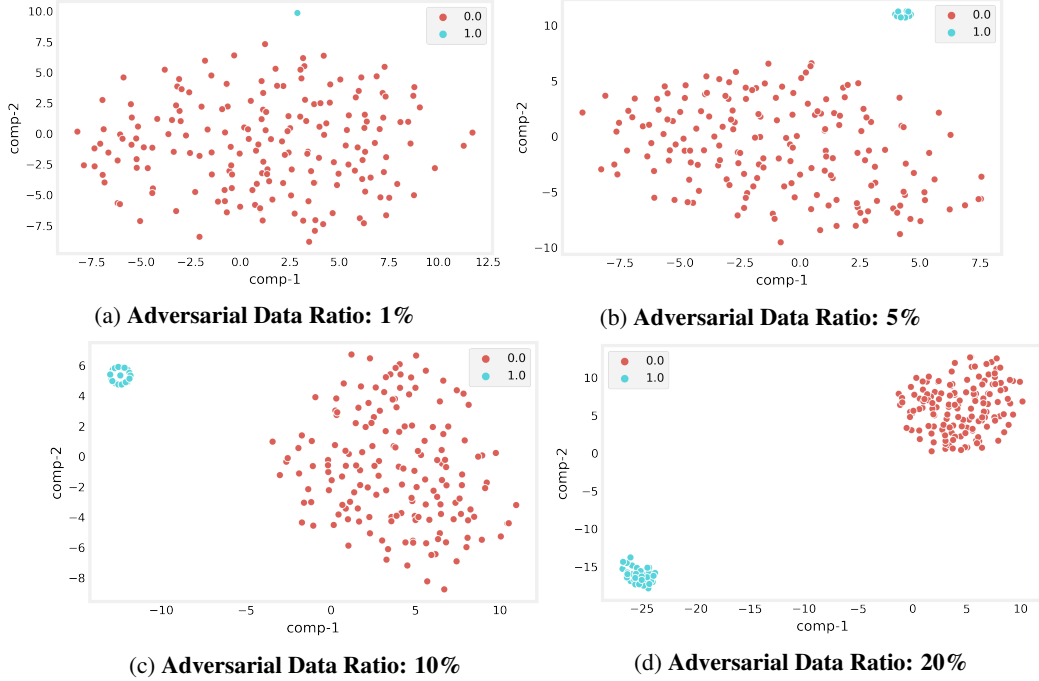 10.0
7.5
5.0
2.5
0.0
−2.5
−5.0
−7.5
comp-2
0.0
1.0
−7.5 −5.0 −2.5 0.0 2.5 5.0 7.5 10.0 12.5
comp-1
(a) Adversarial Data Ratio: 1%
10
5
0
−5
−10
comp-2
0.0
1.0
−7.5 −5.0 −2.5 0.0 2.5 5.0 7.5
comp-1
(b) Adversarial Data Ratio: 5%
6
4
2
0
−2
−4
−6
−8
comp-2
0.0
1.0
−10 −5 0 5 10
comp-1
(c) Adversarial Data Ratio: 10%
10
5
0
−5
−10
−15
comp-2
0.0
1.0
−25 −20 −15 −10 −5 0 5 10
comp-1
(d) Adversarial Data Ratio: 20%